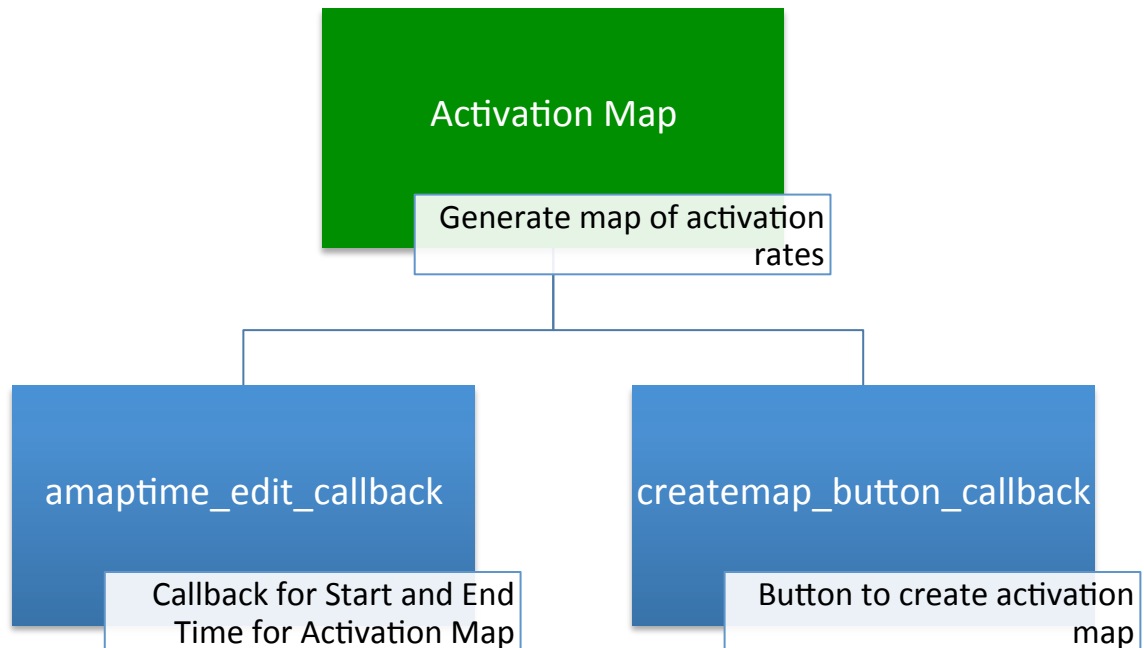 Activation Map
Generate map of activation
rates
amaptime_edit_callback
createmap_button_callback
Callback for Start and End
Time for Activation Map
Button to create activation
map